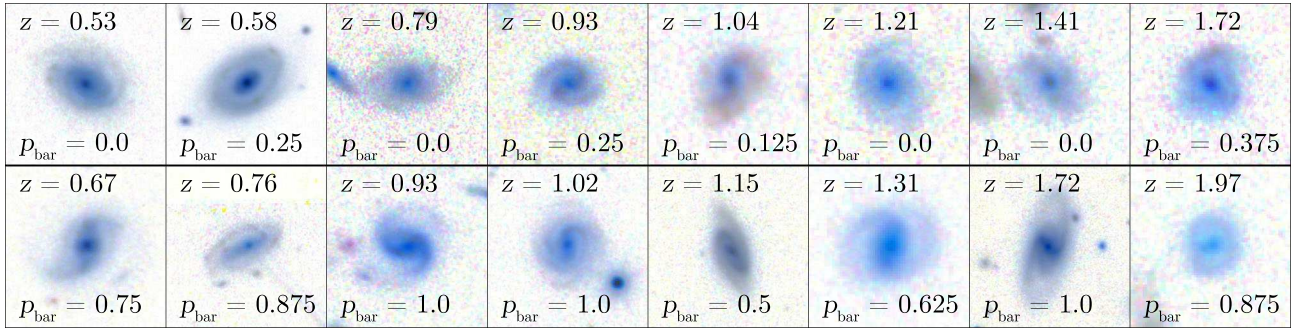 z = 0.53 z = 0.58 z = 0.79 z = 0.93 z = 1.04 z = 1.21 z = 1.41 z = 1.72
p_bar = 0.0 p_bar = 0.25 p_bar = 0.0 p_bar = 0.25 p_bar = 0.125 p_bar = 0.0 p_bar = 0.0 p_bar = 0.375
z = 0.67 z = 0.76 z = 0.93 z = 1.02 z = 1.15 z = 1.31 z = 1.72 z = 1.97
p_bar = 0.75 p_bar = 0.875 p_bar = 1.0 p_bar = 1.0 p_bar = 0.5 p_bar = 0.625 p_bar = 1.0 p_bar = 0.875